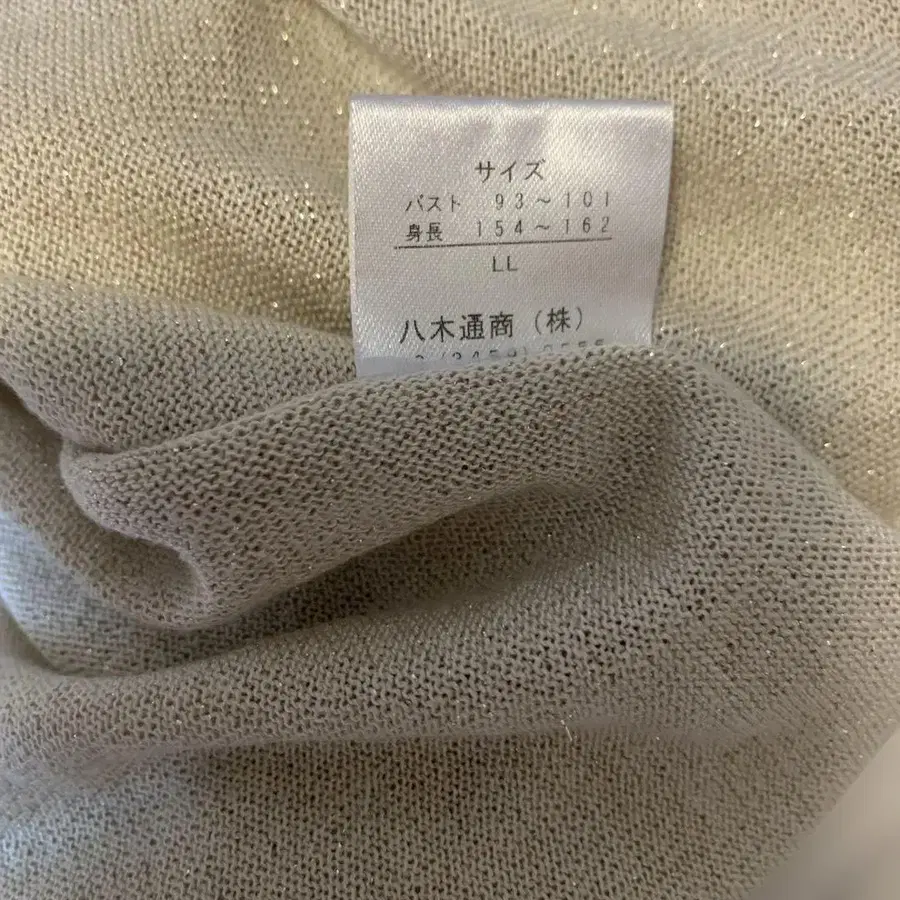 サイズ
バスト 93～101
身長 154～162
LL
八木通商（株）